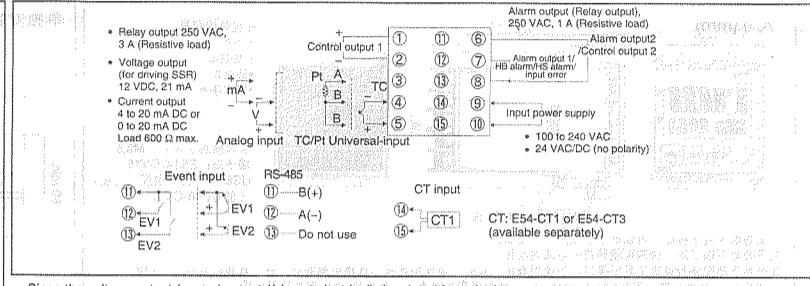 • Relay output 250 VAC,
3 A (Resistive load)
• Voltage output
(for driving SSR)
12 VDC, 21 mA
• Current output
4 to 20 mA DC or
0 to 20 mA DC
Load 600 Ω max.
Control output 1
+
−
+
mA
−
−
V
+
Analog input
Pt
A
B
B
TC
−
+
TC/Pt Universal-input
① ⑪ ⑥
② ⑫ ⑦
③ ⑬ ⑧
④ ⑭ ⑨
⑤ ⑮ ⑩
Alarm output (Relay output),
250 VAC, 1 A (Resistive load)
Alarm output2
/Control output 2
Alarm output 1/
HB alarm/HS alarm/
input error
Input power supply
• 100 to 240 VAC
• 24 VAC/DC (no polarity)
Event input
⑪
⑫
EV1
⑬
EV2
−
+
EV1
−
+
EV2
RS-485
⑪ B(+)
⑫ A(−)
⑬ Do not use
CT input
⑭
CT1
⑮
CT: E54-CT1 or E54-CT3
(available separately)